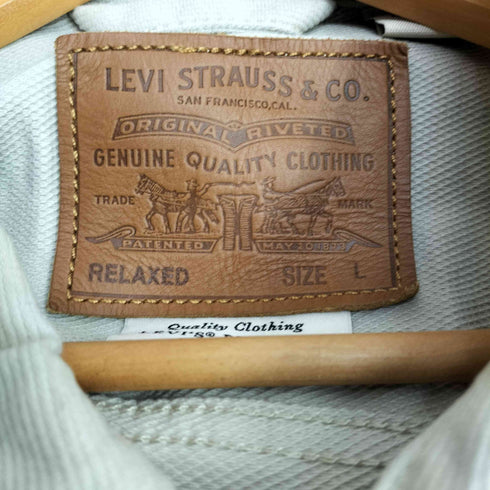 LEVI STRAUSS & CO.
SAN FRANCISCO, CAL.
ORIGINAL RIVETED
GENUINE QUALITY CLOTHING
TRADE MARK
PATENTED MAY 20 1873
RELAXED SIZE L
Quality Clothing
LEVI'S®